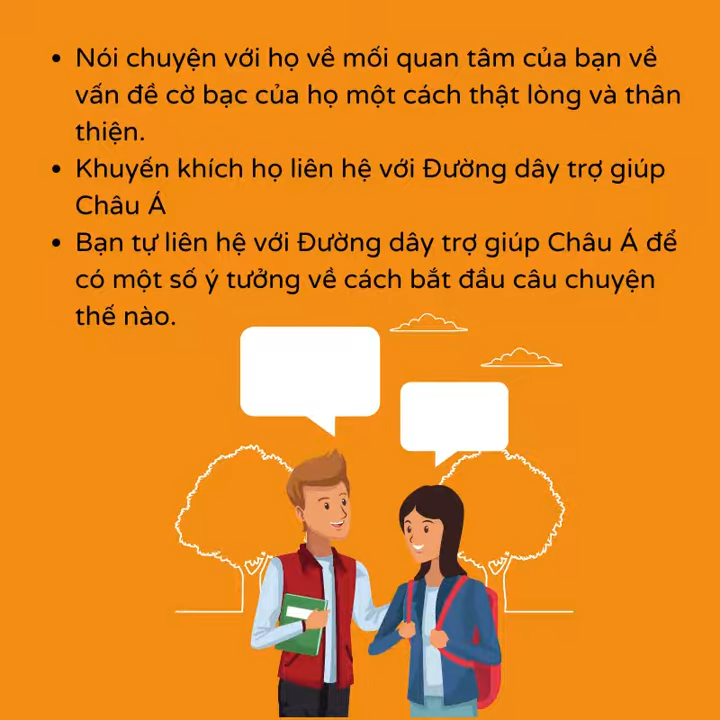 • Nói chuyện với họ về mối quan tâm của bạn về
vấn đề cờ bạc của họ một cách thật lòng và thân
thiện.
• Khuyến khích họ liên hệ với Đường dây trợ giúp
Châu Á
• Bạn tự liên hệ với Đường dây trợ giúp Châu Á để
có một số ý tưởng về cách bắt đầu câu chuyện
thế nào.